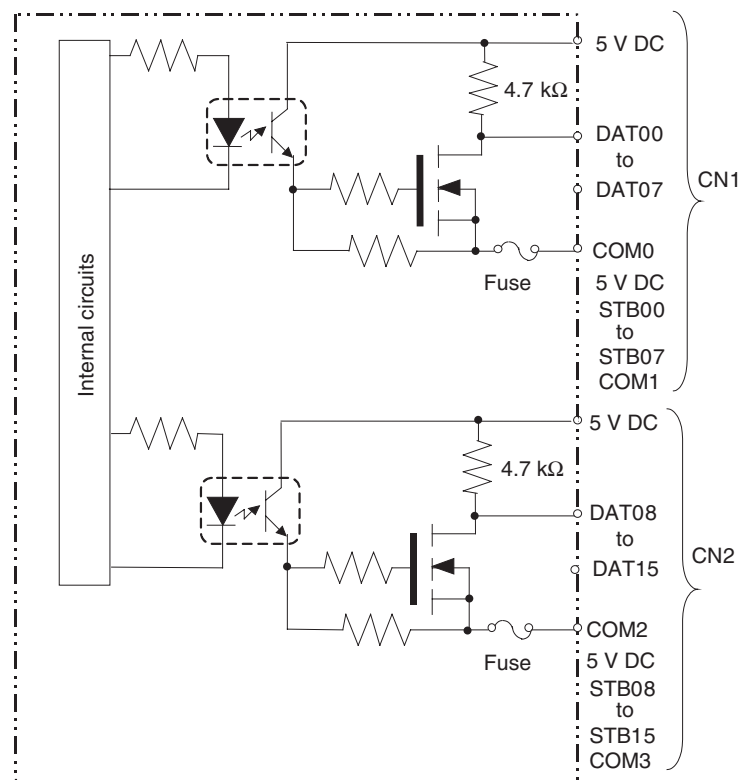 5 V DC
4.7 kΩ
DAT00
to
DAT07
CN1
COM0
Fuse
5 V DC
STB00
to
STB07
COM1
Internal circuits
5 V DC
4.7 kΩ
DAT08
to
DAT15
CN2
COM2
Fuse
5 V DC
STB08
to
STB15
COM3